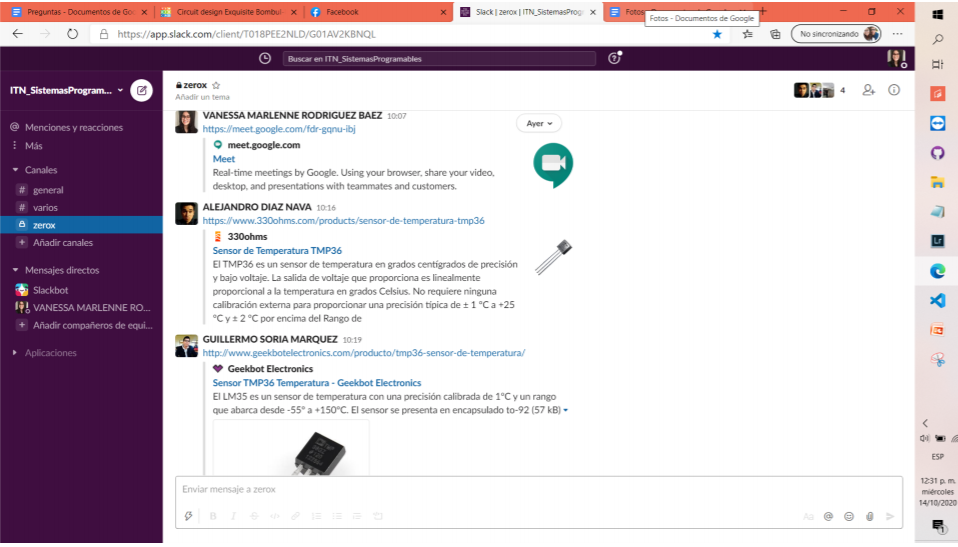 Preguntas - Documentos de Goo
Circuit design Exquisite Bombul
Facebook
Slack | zerox | ITN_SistemasProgr
Fotos - Documentos de Google
https://app.slack.com/client/T018PEE2NLD/G01AV2KBNQL
No sincronizando
Buscar en ITN_SistemasProgramables
ITN_SistemasProgram...
Menciones y reacciones
Más
Canales
# general
# varios
zerox
+ Añadir canales
Mensajes directos
Slackbot
VANESSA MARLENNE RO...
+ Añadir compañeros de equi...
Aplicaciones
zerox
Añadir un tema
4
Ayer
VANESSA MARLENNE RODRIGUEZ BAEZ 10:07
https://meet.google.com/fdr-gqnu-ibj
meet.google.com
Meet
Real-time meetings by Google. Using your browser, share your video,
desktop, and presentations with teammates and customers.
ALEJANDRO DIAZ NAVA 10:16
https://www.330ohms.com/products/sensor-de-temperatura-tmp36
330ohms
Sensor de Temperatura TMP36
El TMP36 es un sensor de temperatura en grados centígrados de precisión
y bajo voltaje. La salida de voltaje que proporciona es linealmente
proporcional a la temperatura en grados Celsius. No requiere ninguna
calibración externa para proporcionar una precisión típica de ± 1 °C a +25
°C y ± 2 °C por encima del Rango de
GUILLERMO SORIA MARQUEZ 10:19
http://www.geekbotelectronics.com/producto/tmp36-sensor-de-temperatura/
Geekbot Electronics
Sensor TMP36 Temperatura - Geekbot Electronics
El LM35 es un sensor de temperatura con una precisión calibrada de 1°C y un rango
que abarca desde -55° a +150°C. El sensor se presenta en encapsulado to-92 (57 kB)
Enviar mensaje a zerox
B I
Aa @
Lr
ESP
12:31 p. m.
miércoles
14/10/2020
1